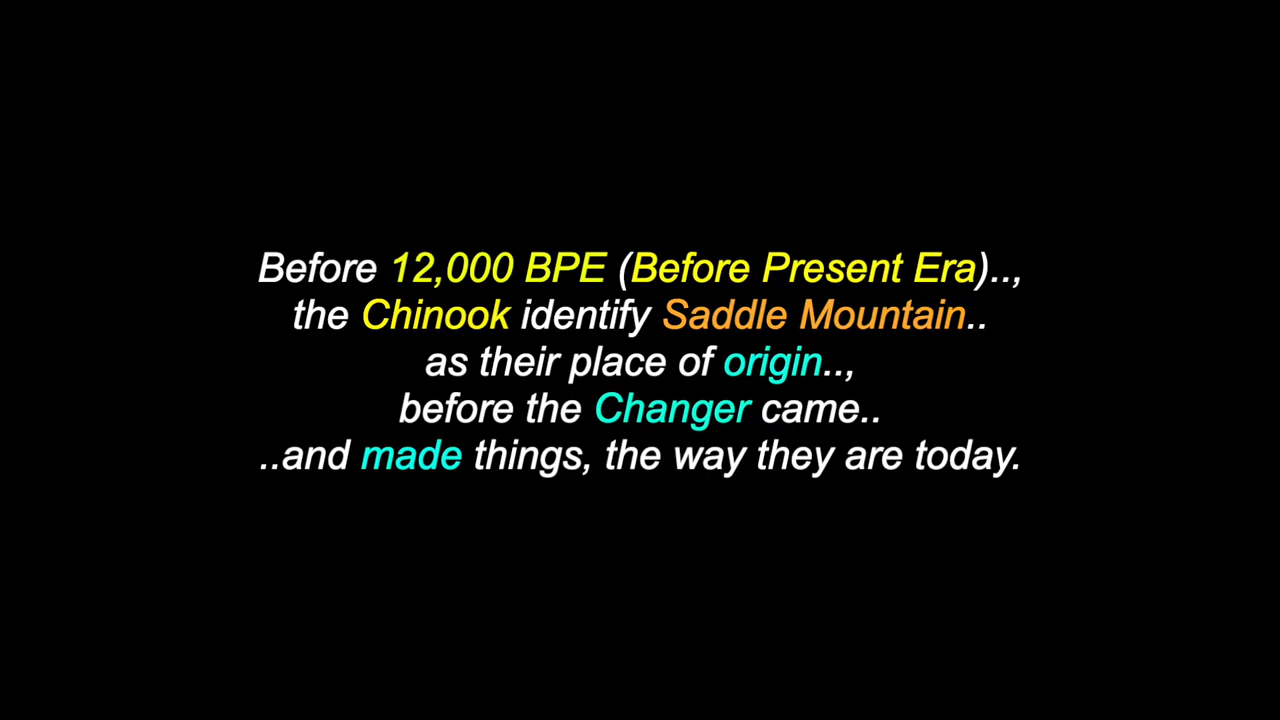 Before 12,000 BPE (Before Present Era)..,
the Chinook identify Saddle Mountain..
as their place of origin..,
before the Changer came..
..and made things, the way they are today.